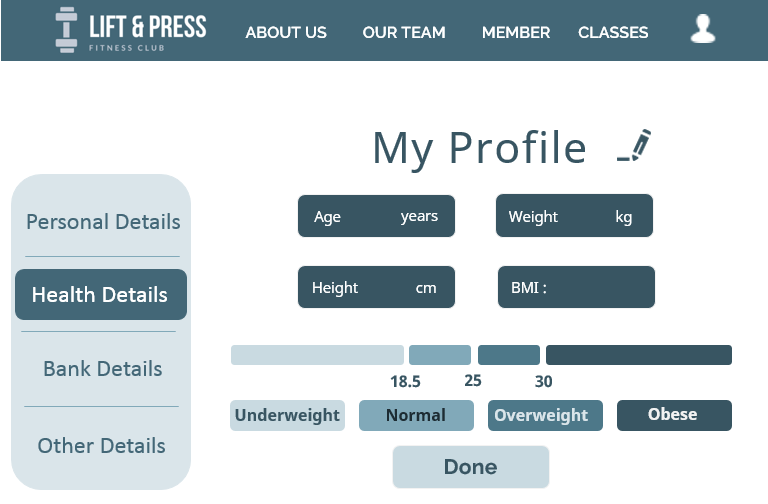 LIFT & PRESS
FITNESS CLUB
ABOUT US OUR TEAM MEMBER CLASSES
My Profile
Personal Details
Health Details
Bank Details
Other Details
Age years
Weight kg
Height cm
BMI :
18.5 25 30
Underweight Normal Overweight Obese
Done